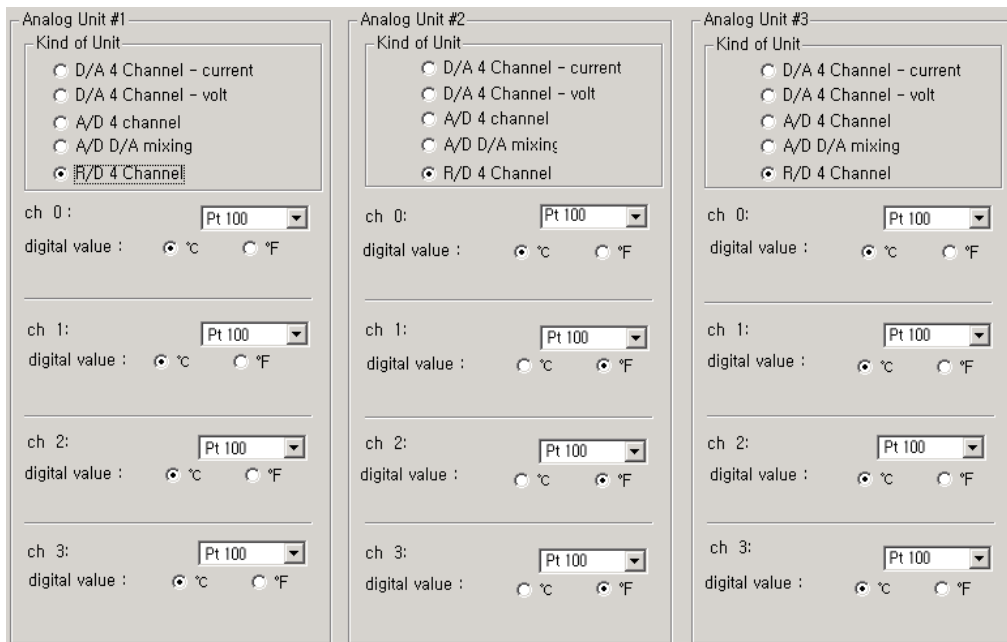 Analog Unit #1
Kind of Unit
D/A 4 Channel - current
D/A 4 Channel - volt
A/D 4 channel
A/D D/A mixing
R/D 4 Channel
ch 0 :
Pt 100
digital value : ℃ ℉
ch 1:
Pt 100
digital value : ℃ ℉
ch 2:
Pt 100
digital value : ℃ ℉
ch 3:
Pt 100
digital value : ℃ ℉
Analog Unit #2
Kind of Unit
D/A 4 Channel - current
D/A 4 Channel - volt
A/D 4 channel
A/D D/A mixing
R/D 4 Channel
ch 0:
Pt 100
digital value : ℃ ℉
ch 1:
Pt 100
digital value : ℃ ℉
ch 2:
Pt 100
digital value : ℃ ℉
ch 3:
Pt 100
digital value : ℃ ℉
Analog Unit #3
Kind of Unit
D/A 4 Channel - current
D/A 4 Channel - volt
A/D 4 Channel
A/D D/A mixing
R/D 4 Channel
ch 0:
Pt 100
digital value : ℃ ℉
ch 1:
Pt 100
digital value : ℃ ℉
ch 2:
Pt 100
digital value : ℃ ℉
ch 3:
Pt 100
digital value : ℃ ℉